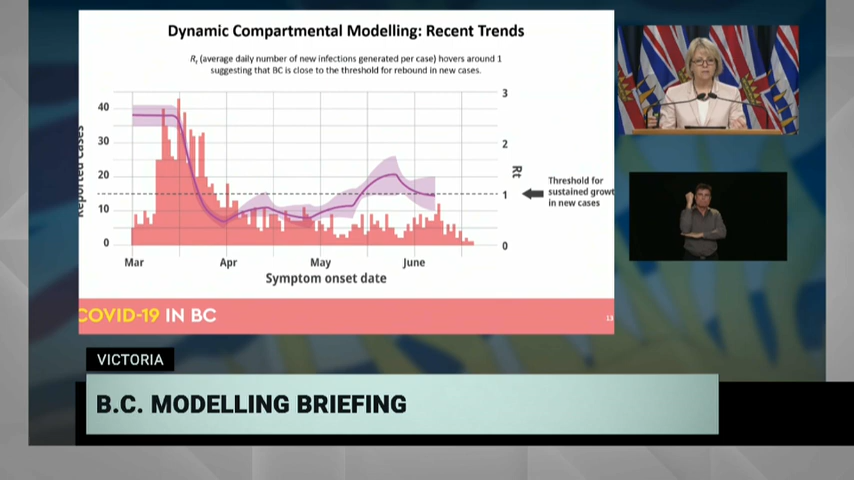 Dynamic Compartmental Modelling: Recent Trends
Rt (average daily number of new infections generated per case) hovers around 1
suggesting that BC is close to the threshold for rebound in new cases.
40
30
20
10
0
Reported Cases
3
2
1
0
Rt
Threshold for
sustained growt
in new cases
Mar
Apr
May
June
Symptom onset date
COVID-19 IN BC
13
VICTORIA
B.C. MODELLING BRIEFING